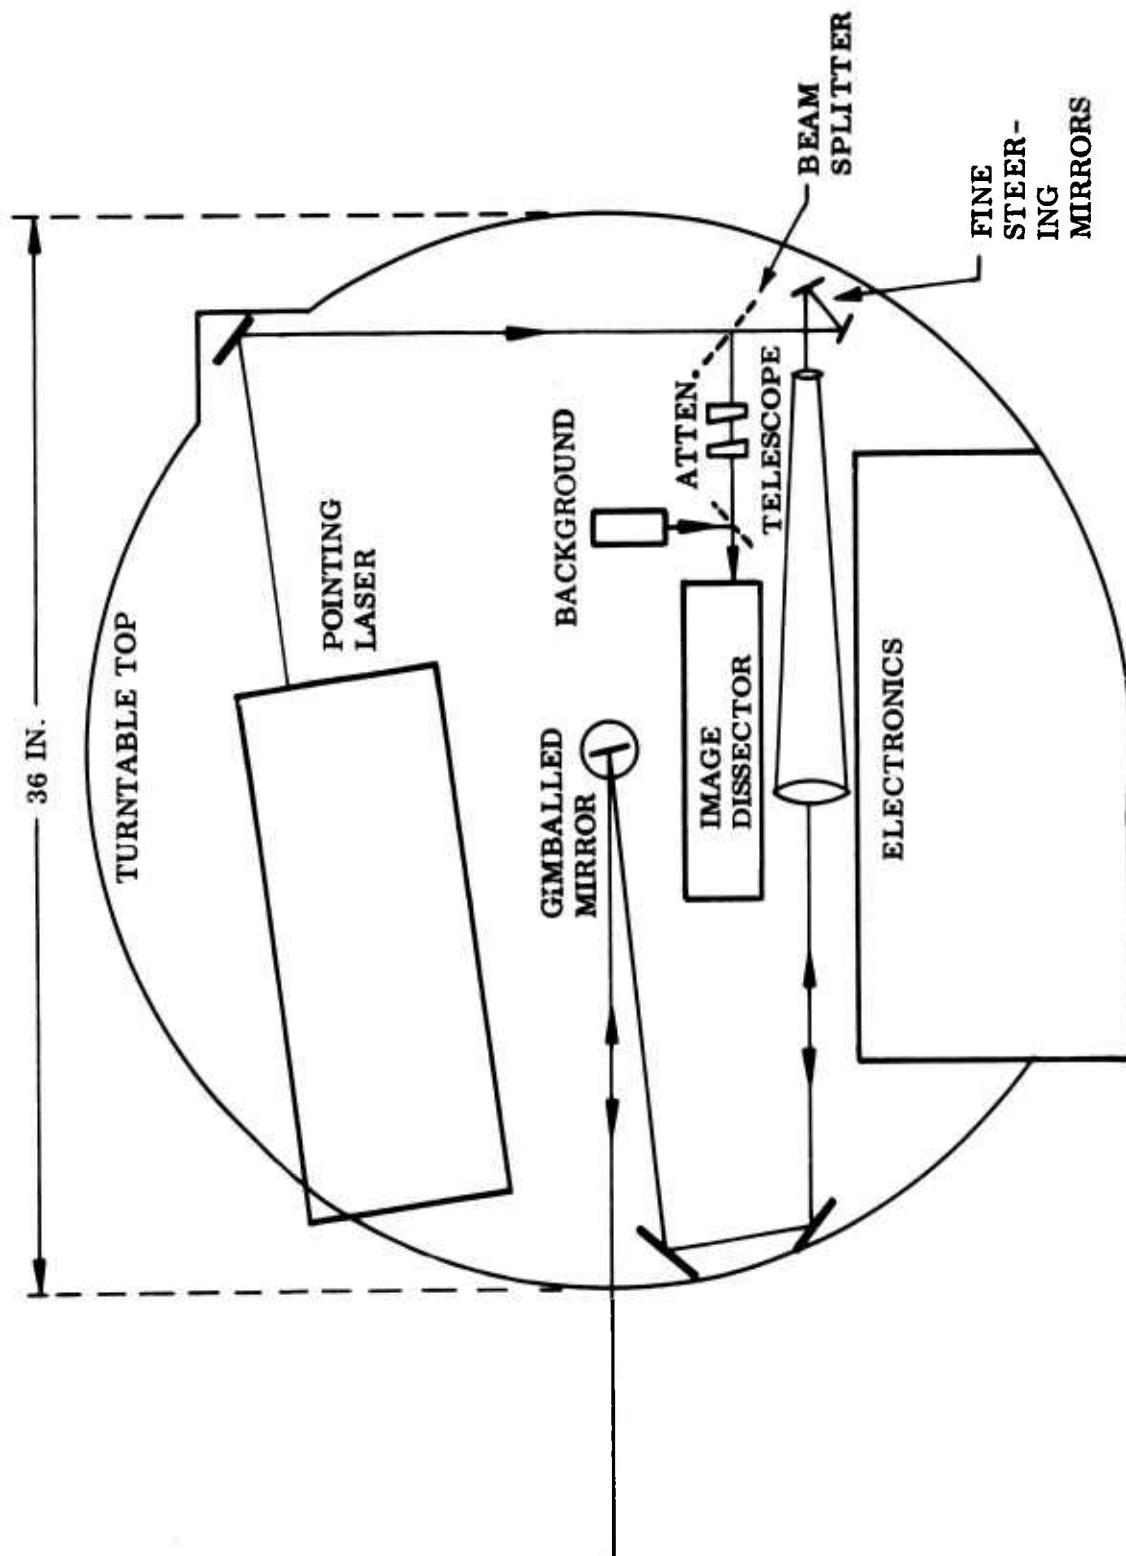 36 IN.
TURNTABLE TOP
POINTING
LASER
BACKGROUND
GIMBALLED
MIRROR
ATTEN.
TELESCOPE
IMAGE
DISSECTOR
ELECTRONICS
BEAM
SPLITTER
FINE
STEER-
ING
MIRRORS